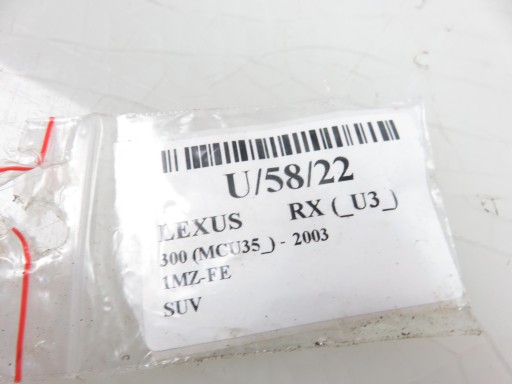 U/58/22
LEXUS RX (_U3_)
300 (MCU35_) - 2003
1MZ-FE
SUV